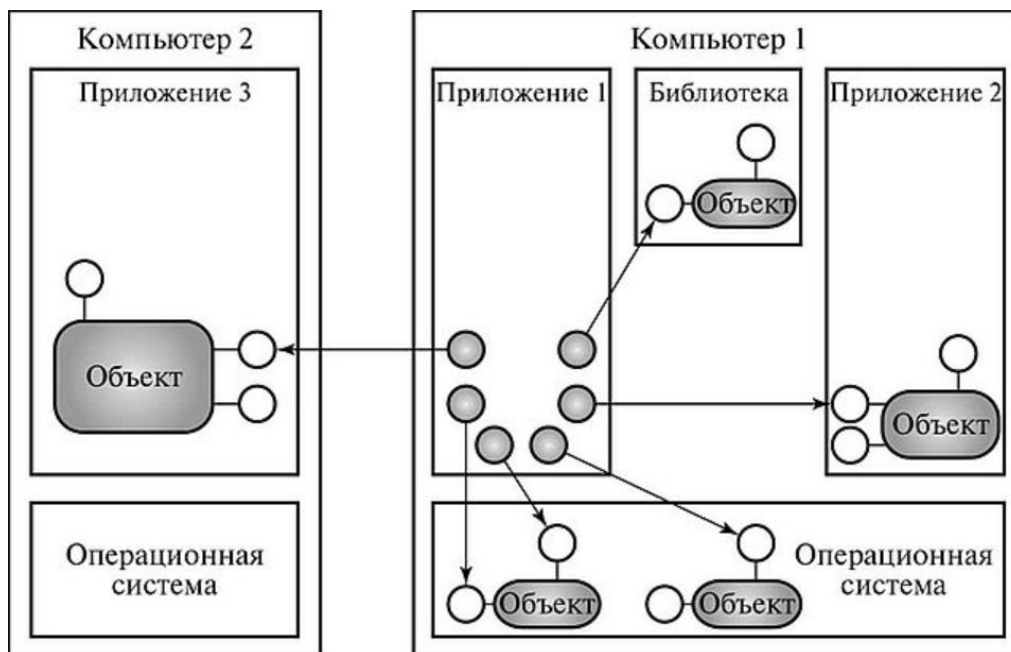 Компьютер 2
Приложение 3
Объект
Операционная
система
Компьютер 1
Приложение 1
Библиотека
Объект
Приложение 2
Объект
Объект
Объект
Операционная
система